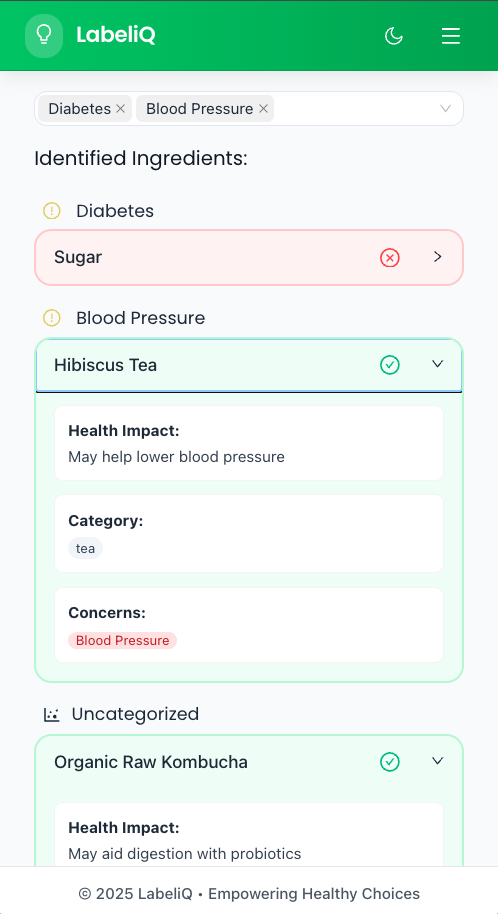 LabeliQ
Diabetes Blood Pressure
Identified Ingredients:
Diabetes
Sugar
Blood Pressure
Hibiscus Tea
Health Impact:
May help lower blood pressure
Category:
tea
Concerns:
Blood Pressure
Uncategorized
Organic Raw Kombucha
Health Impact:
May aid digestion with probiotics
© 2025 LabeliQ • Empowering Healthy Choices